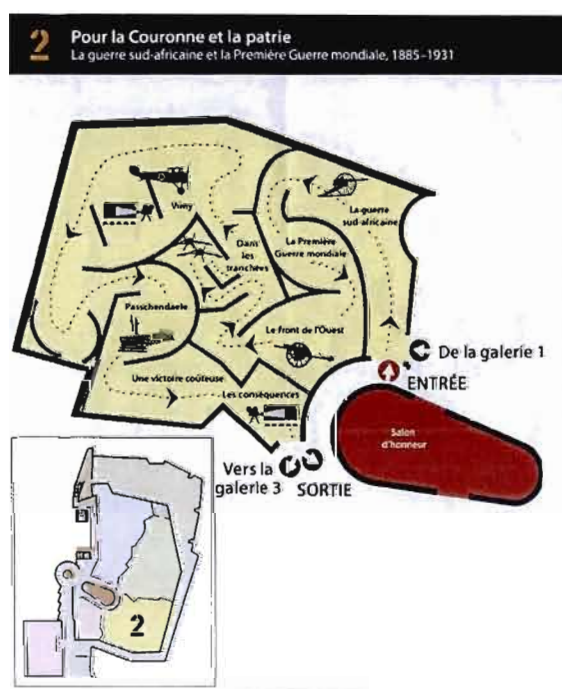 2
Pour la Couronne et la patrie
La guerre sud-africaine et la Première Guerre mondiale, 1885–1931
La guerre
sud-africaine
Vimy
La Première
Guerre mondiale
Dans
les
tranchées
Passchendaele
Le front de l'Ouest
De la galerie 1
ENTRÉE
Une victoire coûteuse
Les conséquences
Salon
d'honneur
Vers la
galerie 3
SORTIE
2